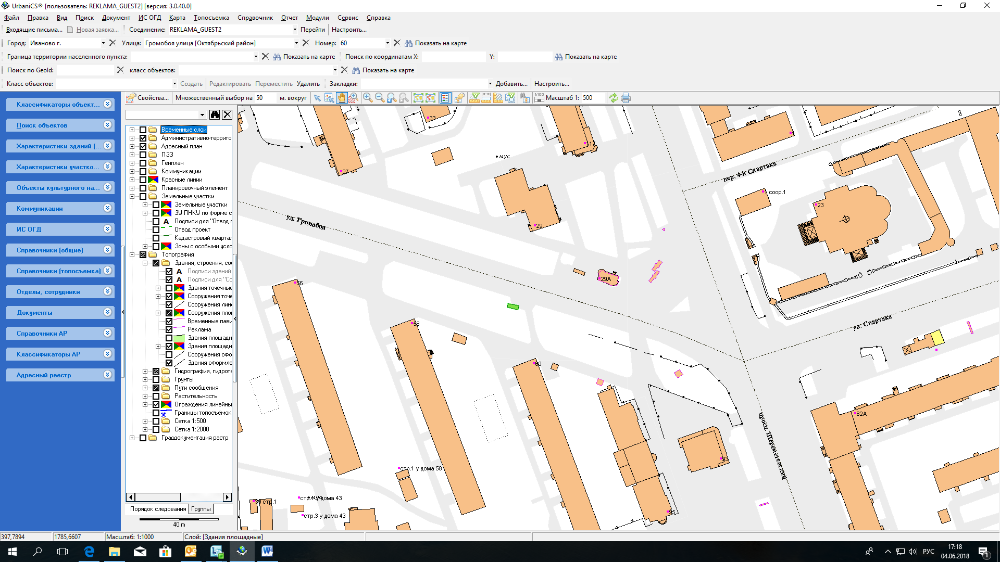 UrbaniCS® [пользователь: REKLAMA_GUEST2] [версия: 3.0.40.0]
Файл Правка Вид Поиск Документ ИС ОГД Карта Топосъемка Справочник Отчет Модули Сервис Справка
Входящие письма... Новая заявка... Соединение: REKLAMA_GUEST2 Перейти Настроить...
Город: Иваново г. Улица: Громобоя улица [Октябрьский район] Номер: 60 Показать на карте
Граница территории населенного пункта: Показать на карте Поиск по координатам X: Y: Показать на карте
Поиск по GeoId: класс объектов: Показать на карте
Класс объектов: Создать Редактировать Переместить Удалить Закладки: Добавить... Настроить...
Свойства... Множественный выбор на 50 м. вокруг 1:100 Масштаб 1: 500
Классификаторы объект...
Поиск объектов
Характеристики зданий (...
Характеристики участко...
Объекты культурного на...
Коммуникации
ИС ОГД
Справочники (общие)
Справочники (топосъемка)
Отделы, сотрудники
Документы
Справочники АР
Классификаторы АР
Адресный реестр
Временные слои
Административно-террито
Адресный план
ПЗЗ
Генплан
Коммуникации
Красные линии
Планировочный элемент
Земельные участки
Земельные участки
ЗУ ПНКУ по форме с
A Подписи для "Отвод п
Отвод проект
Кадастровый квартал
Зоны с особыми усло
Топография
Здания, строения, соо
A Подписи зданий
A Подписи для "Со
Здания точечные
Сооружения точе
Сооружения лине
Сооружения площ
Временные пави
Реклама
Здания площадн
Здания площадн
Сооружения офо
Здания оформле
Гидрография, гидроте
Грунты
Пути сообщения
Растительность
Ограждения линейны
Границы топосъёмок
Сетка 1:500
Сетка 1:2000
Граддокументация растр
Порядок следования Группы
40 m
33
117
мус
27
пер. 4-й Спартака
соор.1
23
ул. Громобоя
29
29А
56
58
ул. Спартака
60
82А
просп. Шереметевский
93
стр.1 у дома 58
39 стр.1
мус
у дома 43
стр.3 у дома 43
95
397,7894 1785,6607 Масштаб: 1:1000 Слой: [Здания площадные]
РУС 17:18
04.06.2018
1